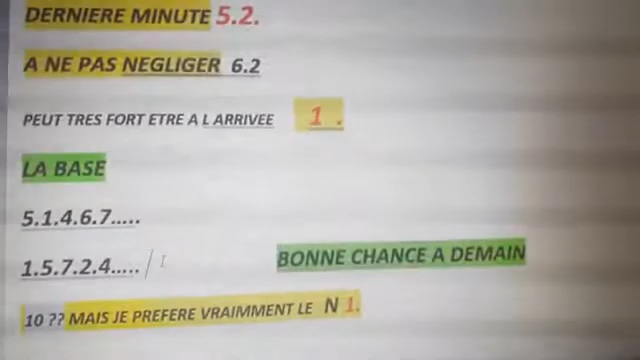 DERNIERE MINUTE 5.2.
A NE PAS NEGLIGER 6.2
PEUT TRES FORT ETRE A L ARRIVEE 1 .
LA BASE
5.1.4.6.7.....
1.5.7.2.4..... BONNE CHANCE A DEMAIN
10 ?? MAIS JE PREFERE VRAIMMENT LE N 1.